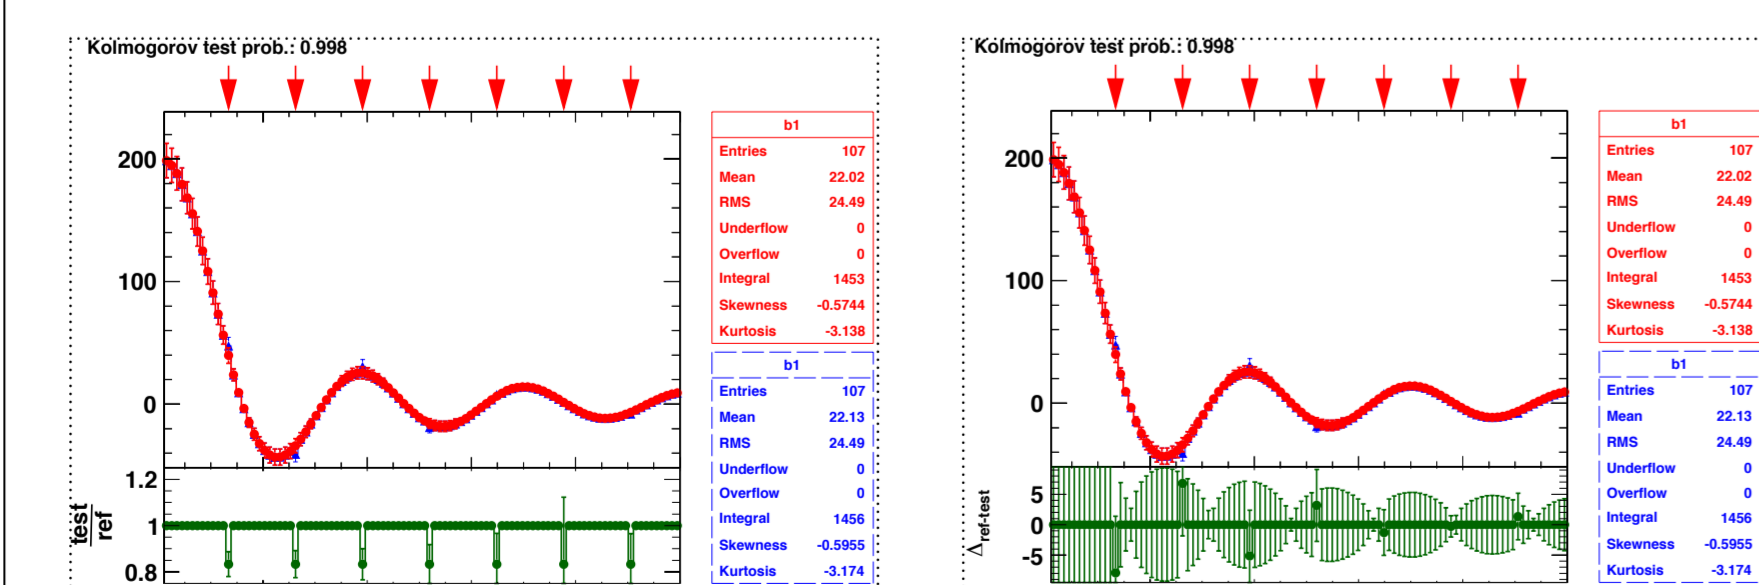 Kolmogorov test prob.: 0.998
200
100
0
1.2
1
0.8
test
ref
b1
Entries 107
Mean 22.02
RMS 24.49
Underflow 0
Overflow 0
Integral 1453
Skewness -0.5744
Kurtosis -3.138
b1
Entries 107
Mean 22.13
RMS 24.49
Underflow 0
Overflow 0
Integral 1456
Skewness -0.5955
Kurtosis -3.174
Kolmogorov test prob.: 0.998
200
100
0
5
0
-5
Δref-test
b1
Entries 107
Mean 22.02
RMS 24.49
Underflow 0
Overflow 0
Integral 1453
Skewness -0.5744
Kurtosis -3.138
b1
Entries 107
Mean 22.13
RMS 24.49
Underflow 0
Overflow 0
Integral 1456
Skewness -0.5955
Kurtosis -3.174